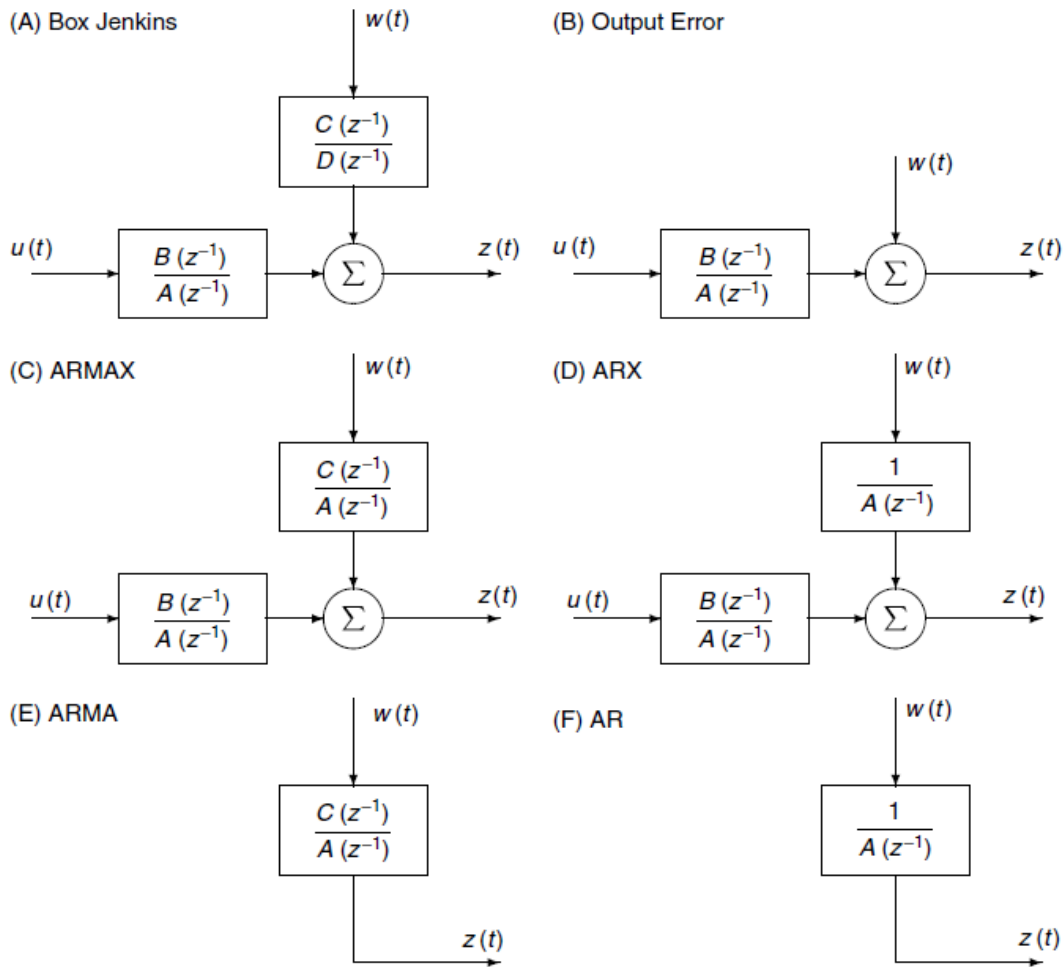 (A) Box Jenkins
w(t)
C(z⁻¹)
D(z⁻¹)
u(t)
B(z⁻¹)
A(z⁻¹)
Σ
z(t)
(B) Output Error
w(t)
u(t)
B(z⁻¹)
A(z⁻¹)
Σ
z(t)
(C) ARMAX
w(t)
C(z⁻¹)
A(z⁻¹)
u(t)
B(z⁻¹)
A(z⁻¹)
Σ
z(t)
(D) ARX
w(t)
1
A(z⁻¹)
u(t)
B(z⁻¹)
A(z⁻¹)
Σ
z(t)
(E) ARMA
w(t)
C(z⁻¹)
A(z⁻¹)
z(t)
(F) AR
w(t)
1
A(z⁻¹)
z(t)